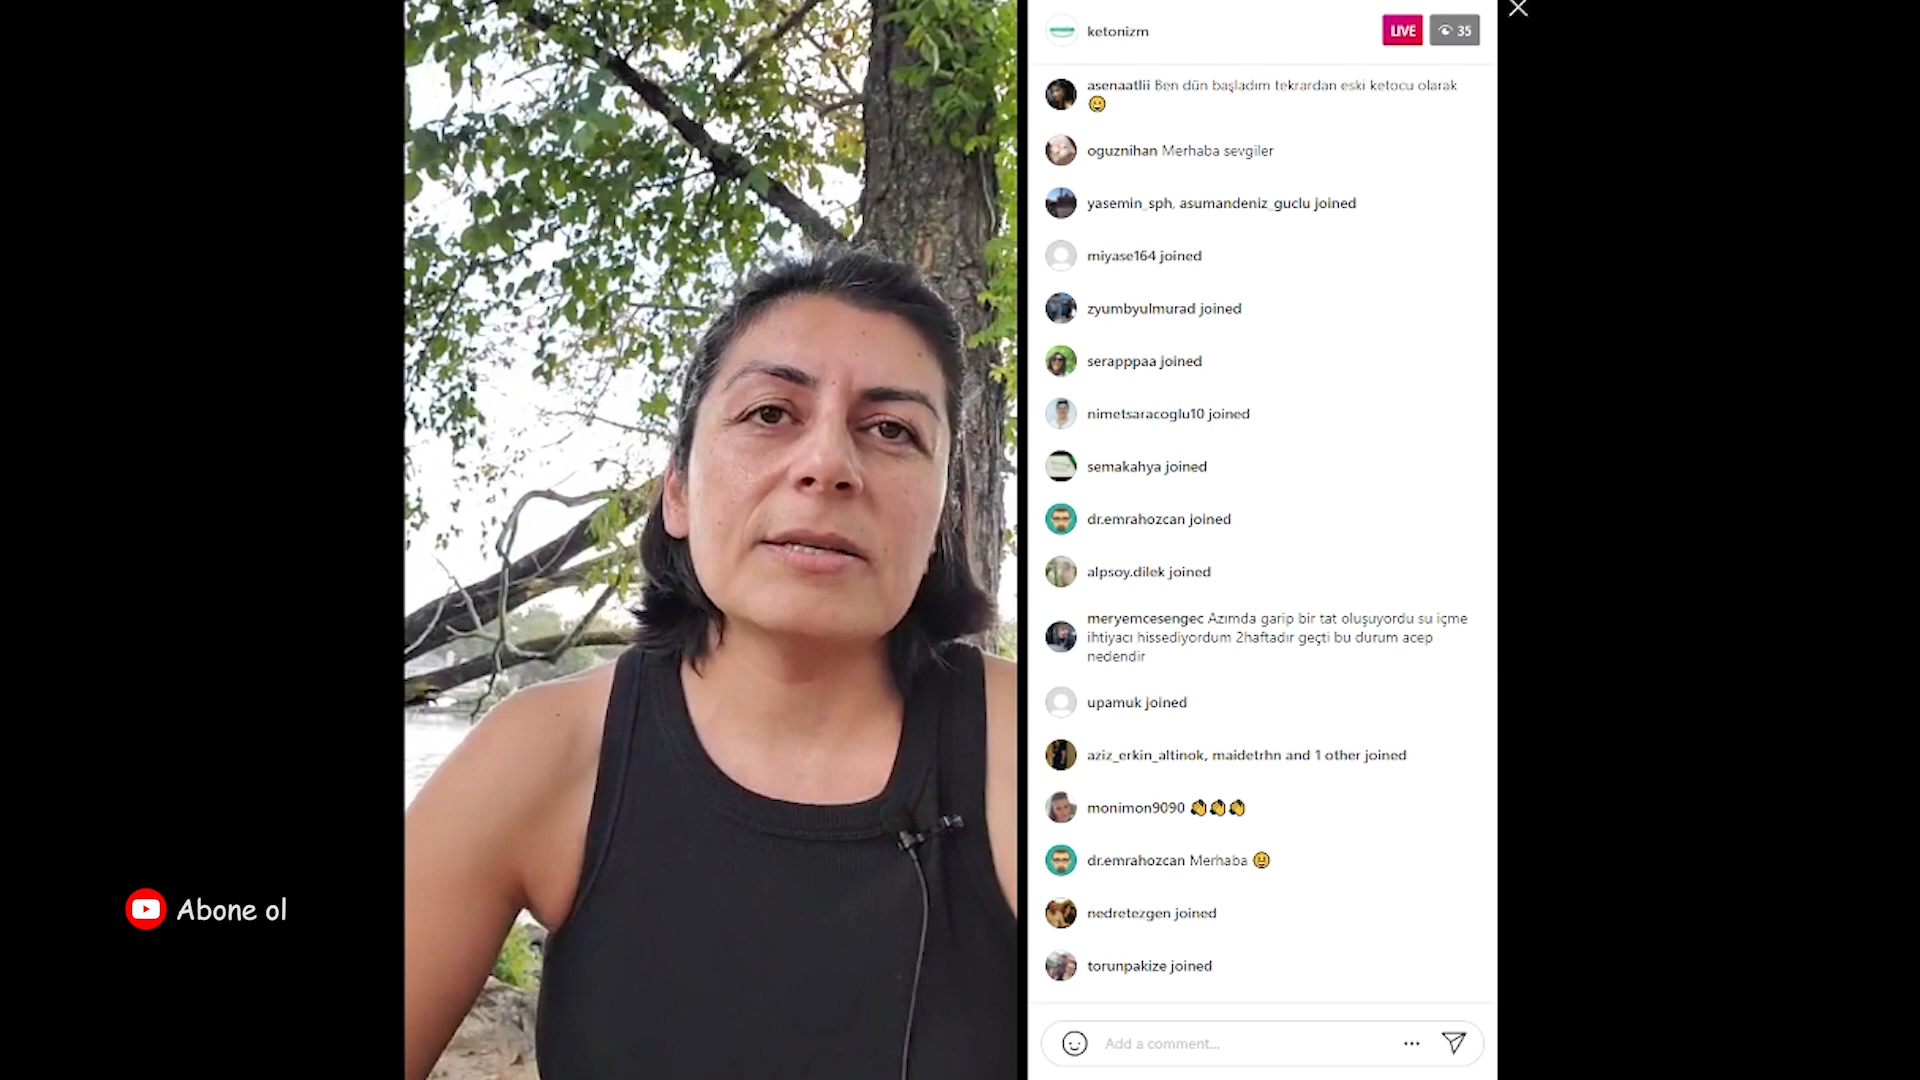 ketonizm
LIVE
35
asenaatlii Ben dün başladım tekrardan eski ketocu olarak
oguznihan Merhaba sevgiler
yasemin_sph, asumandeniz_guclu joined
miyase164 joined
zyumbyulmurad joined
serapppaa joined
nimetsaracoglu10 joined
semakahya joined
dr.emrahozcan joined
alpsoy.dilek joined
meryemcesengec Azımda garip bir tat oluşuyordu su içme
ihtiyacı hissediyordum 2haftadır geçti bu durum acep
nedendir
upamuk joined
aziz_erkin_altinok, maidetrhn and 1 other joined
monimon9090 👏👏👏
dr.emrahozcan Merhaba 😃
nedretezgen joined
torunpakize joined
Add a comment...
Abone ol